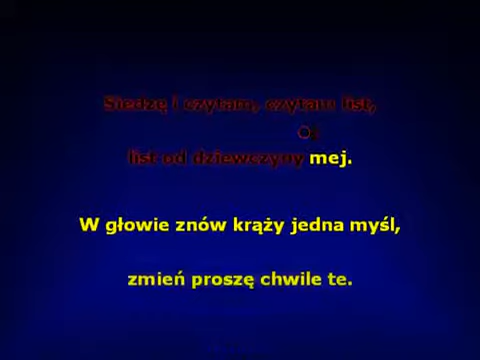 Siedzę i czytam, czytam list,
list od dziewczyny mej.
W głowie znów krąży jedna myśl,
zmień proszę chwile te.